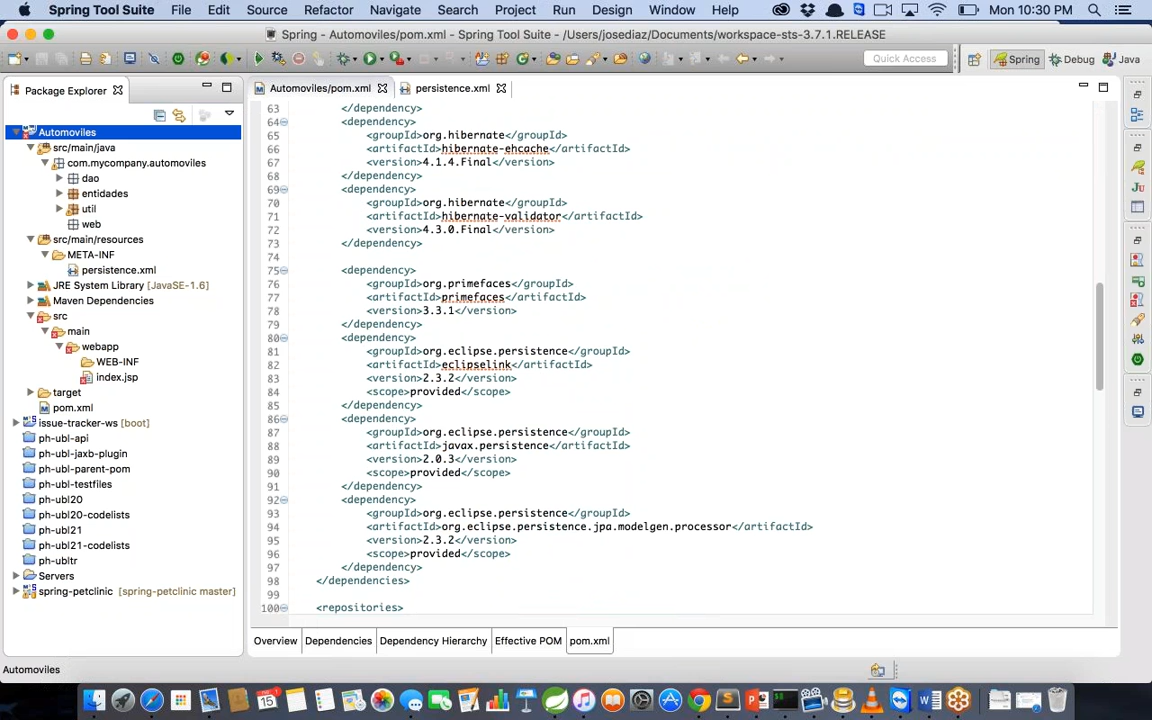 Spring Tool Suite File Edit Source Refactor Navigate Search Project Run Design Window Help Mon 10:30 PM
Spring - Automoviles/pom.xml - Spring Tool Suite - /Users/josediaz/Documents/workspace-sts-3.7.1.RELEASE
Quick Access Spring Debug Java
Package Explorer
Automoviles/pom.xml persistence.xml
Automoviles
src/main/java
com.mycompany.automoviles
dao
entidades
util
web
src/main/resources
META-INF
persistence.xml
JRE System Library [JavaSE-1.6]
Maven Dependencies
src
main
webapp
WEB-INF
index.jsp
target
pom.xml
issue-tracker-ws [boot]
ph-ubl-api
ph-ubl-jaxb-plugin
ph-ubl-parent-pom
ph-ubl-testfiles
ph-ubl20
ph-ubl20-codelists
ph-ubl21
ph-ubl21-codelists
ph-ubltr
Servers
spring-petclinic [spring-petclinic master]
63 </dependency>
64 <dependency>
65 <groupId>org.hibernate</groupId>
66 <artifactId>hibernate-ehcache</artifactId>
67 <version>4.1.4.Final</version>
68 </dependency>
69 <dependency>
70 <groupId>org.hibernate</groupId>
71 <artifactId>hibernate-validator</artifactId>
72 <version>4.3.0.Final</version>
73 </dependency>
74
75 <dependency>
76 <groupId>org.primefaces</groupId>
77 <artifactId>primefaces</artifactId>
78 <version>3.3.1</version>
79 </dependency>
80 <dependency>
81 <groupId>org.eclipse.persistence</groupId>
82 <artifactId>eclipselink</artifactId>
83 <version>2.3.2</version>
84 <scope>provided</scope>
85 </dependency>
86 <dependency>
87 <groupId>org.eclipse.persistence</groupId>
88 <artifactId>javax.persistence</artifactId>
89 <version>2.0.3</version>
90 <scope>provided</scope>
91 </dependency>
92 <dependency>
93 <groupId>org.eclipse.persistence</groupId>
94 <artifactId>org.eclipse.persistence.jpa.modelgen.processor</artifactId>
95 <version>2.3.2</version>
96 <scope>provided</scope>
97 </dependency>
98 </dependencies>
99
100 <repositories>
Overview Dependencies Dependency Hierarchy Effective POM pom.xml
Automoviles